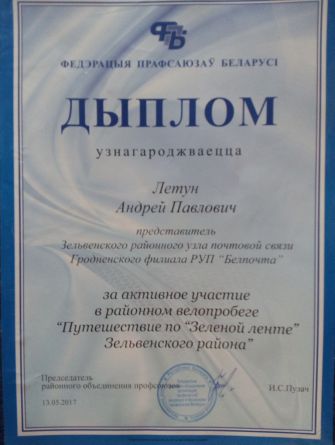 ФПБ
ФЕДЭРАЦЫЯ ПРАФСАЮЗАЎ БЕЛАРУСІ
ДЫПЛОМ
узнагароджваецца
Летун
Андрей Павлович
представитель
Зельвенского районного узла почтовой связи
Гродненского филиала РУП “Белпочта”
за активное участие
в районном велопробеге
“Путешествие по “Зеленой ленте”
Зельвенского района”
Председатель
районного объединения профсоюзов
И.С.Пузач
13.05.2017